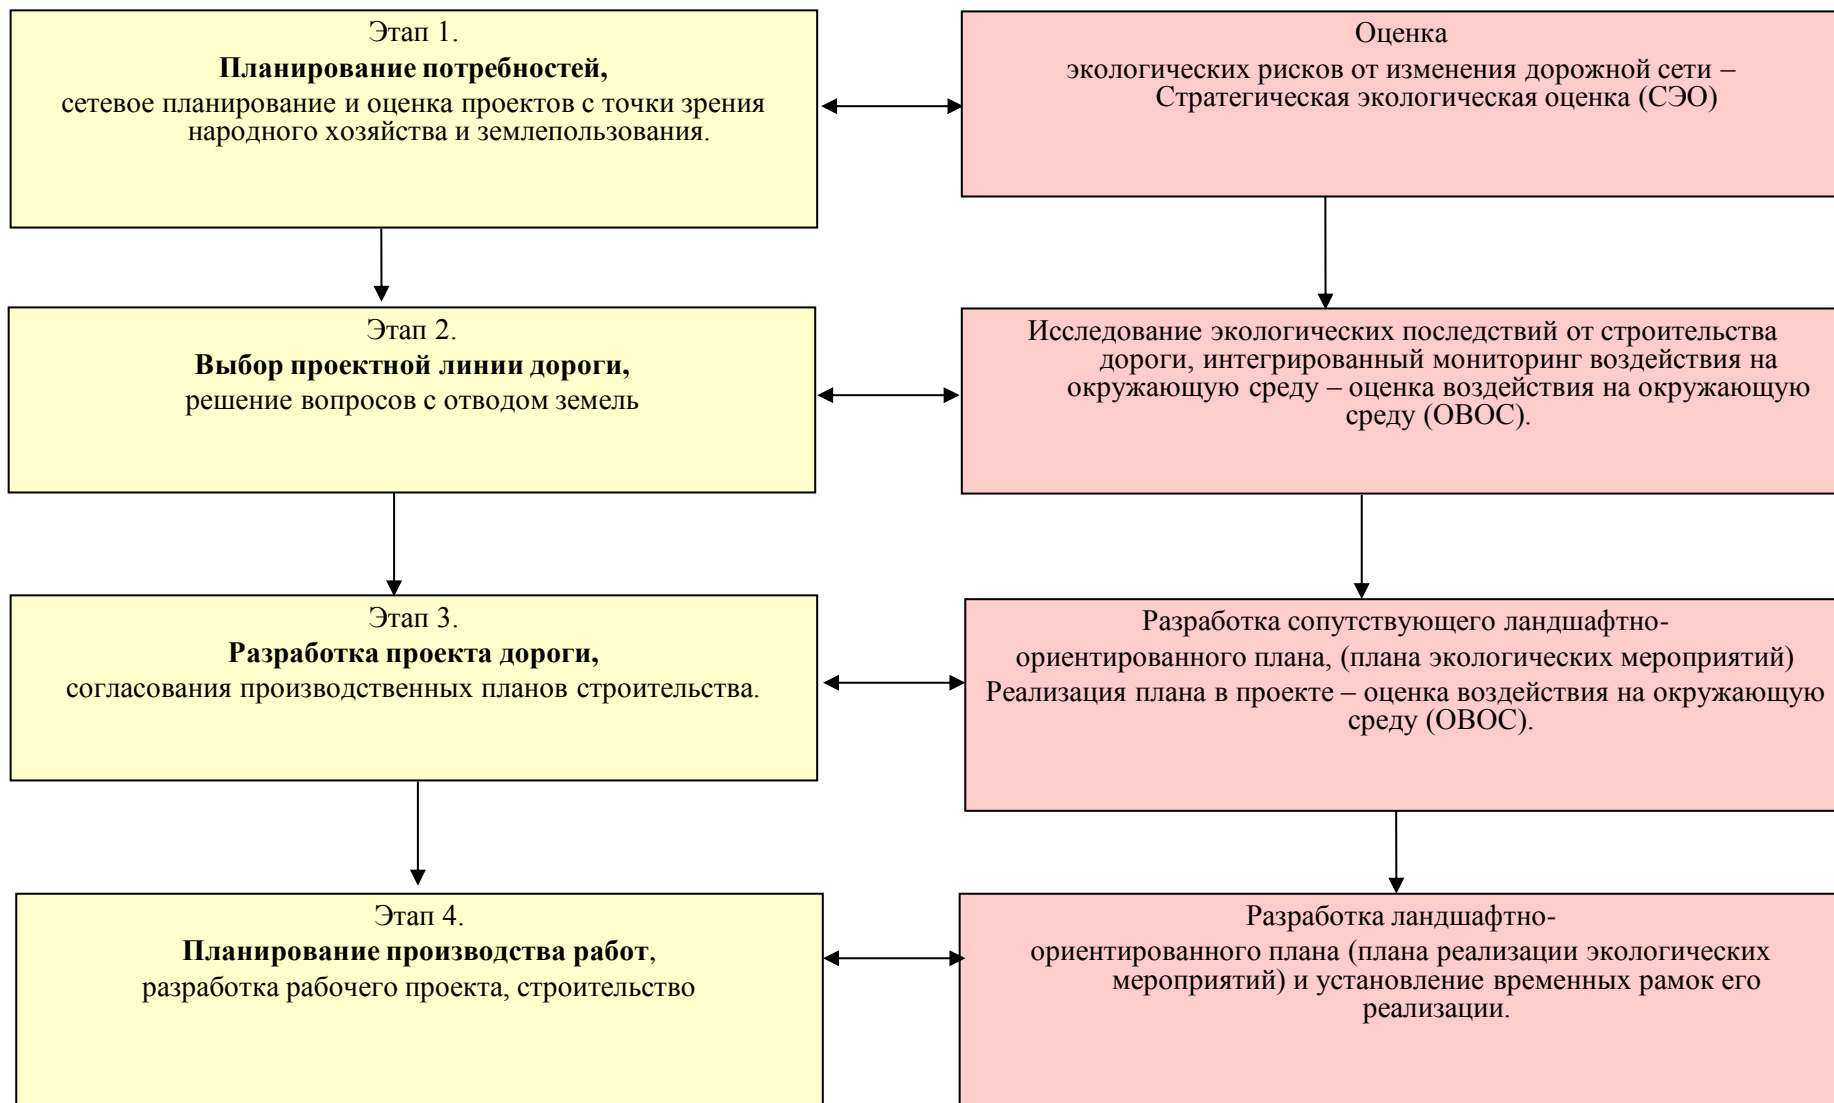 Этап 1.
Планирование потребностей,
сетевое планирование и оценка проектов с точки зрения
народного хозяйства и землепользования.
Оценка
экологических рисков от изменения дорожной сети –
Стратегическая экологическая оценка (СЭО)
Этап 2.
Выбор проектной линии дороги,
решение вопросов с отводом земель
Исследование экологических последствий от строительства
дороги, интегрированный мониторинг воздействия на
окружающую среду – оценка воздействия на окружающую
среду (ОВОС).
Этап 3.
Разработка проекта дороги,
согласования производственных планов строительства.
Разработка сопутствующего ландшафтно-
ориентированного плана, (плана экологических мероприятий)
Реализация плана в проекте – оценка воздействия на окружающую
среду (ОВОС).
Этап 4.
Планирование производства работ,
разработка рабочего проекта, строительство
Разработка ландшафтно-
ориентированного плана (плана реализации экологических
мероприятий) и установление временных рамок его
реализации.